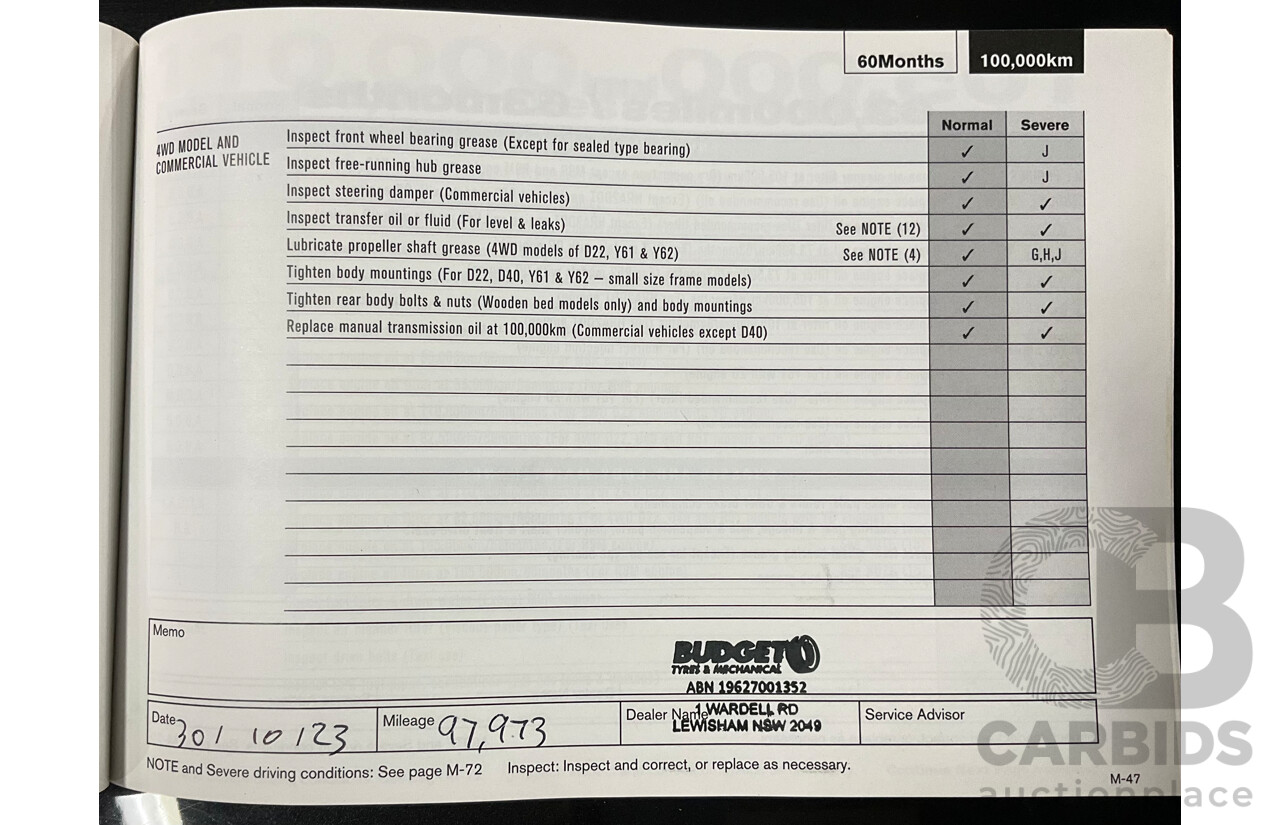 60Months 100,000km
Normal Severe
4WD MODEL AND
COMMERCIAL VEHICLE
Inspect front wheel bearing grease (Except for sealed type bearing) ✓ J
Inspect free-running hub grease ✓ J
Inspect steering damper (Commercial vehicles) ✓ ✓
Inspect transfer oil or fluid (For level & leaks) See NOTE (12) ✓ ✓
Lubricate propeller shaft grease (4WD models of D22, Y61 & Y62) See NOTE (4) ✓ G,H,J
Tighten body mountings (For D22, D40, Y61 & Y62 – small size frame models) ✓ ✓
Tighten rear body bolts & nuts (Wooden bed models only) and body mountings ✓ ✓
Replace manual transmission oil at 100,000km (Commercial vehicles except D40) ✓ ✓
Memo
BUDGET
TYRES & MECHANICAL
ABN 19627001352
1 WARDELL RD
LEWISHAM NSW 2049
Date 30/ 10/23 Mileage 97,973 Dealer Name Service Advisor
NOTE and Severe driving conditions: See page M-72 Inspect: Inspect and correct, or replace as necessary.
M-47
CB
CARBIDS
auctionplace